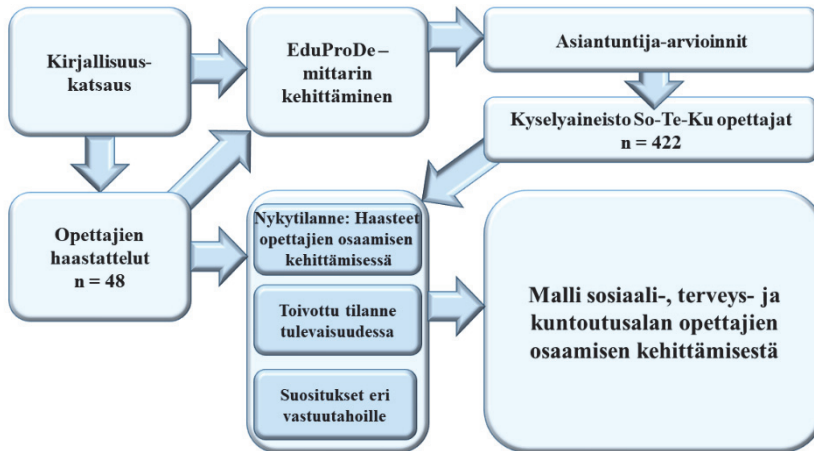 Kirjallisuus-
katsaus
EduProDe –
mittarin
kehittäminen
Asiantuntija-arvioinnit
Kyselyaineisto So-Te-Ku opettajat
n = 422
Opettajien
haastattelut
n = 48
Nykytilanne: Haasteet
opettajien osaamisen
kehittämisessä
Toivottu tilanne
tulevaisuudessa
Suositukset eri
vastuutahoille
Malli sosiaali-, terveys- ja
kuntoutusalan opettajien
osaamisen kehittämisestä